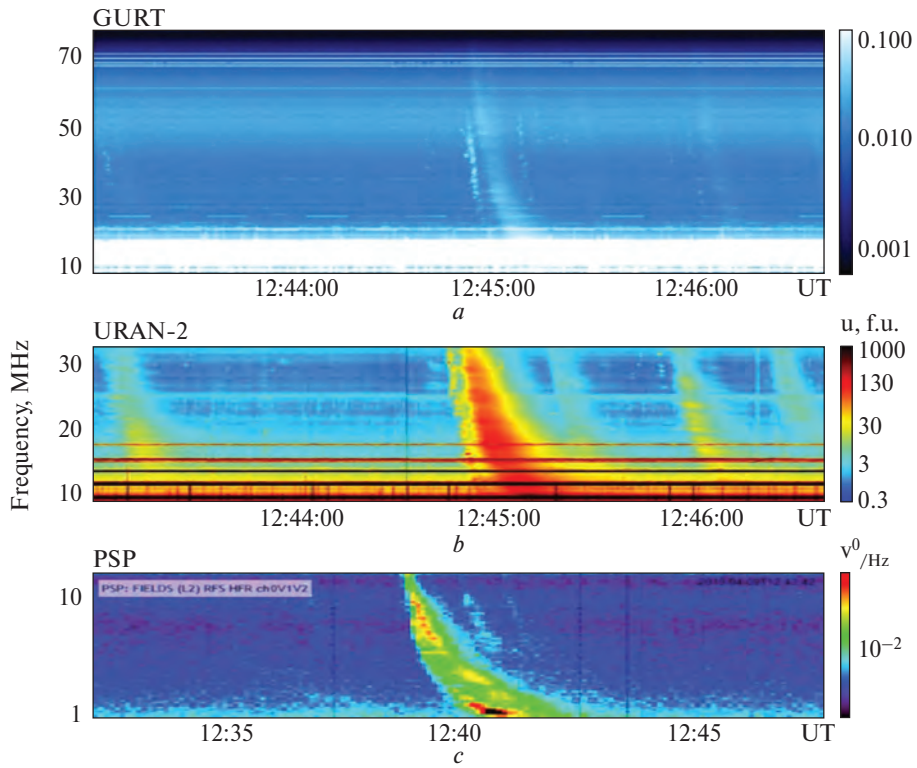 GURT
70
50
30
10
0.100
0.010
0.001
12:44:00 12:45:00 12:46:00 UT
a
URAN-2
u, f.u.
Frequency, MHz
30
20
10
1000
130
30
3
0.3
12:44:00 12:45:00 12:46:00 UT
b
PSP
v⁰/Hz
PSP: FIELDS (L2) RFS HFR ch0V1V2
10
1
10⁻²
12:35 12:40 12:45 UT
c